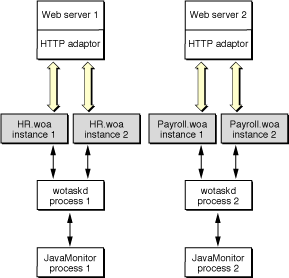 Web server 1
HTTP adaptor
Web server 2
HTTP adaptor
HR.woa
instance 1
HR.woa
instance 2
Payroll.woa
instance 1
Payroll.woa
instance 2
wotaskd
process 1
wotaskd
process 2
JavaMonitor
process 1
JavaMonitor
process 2